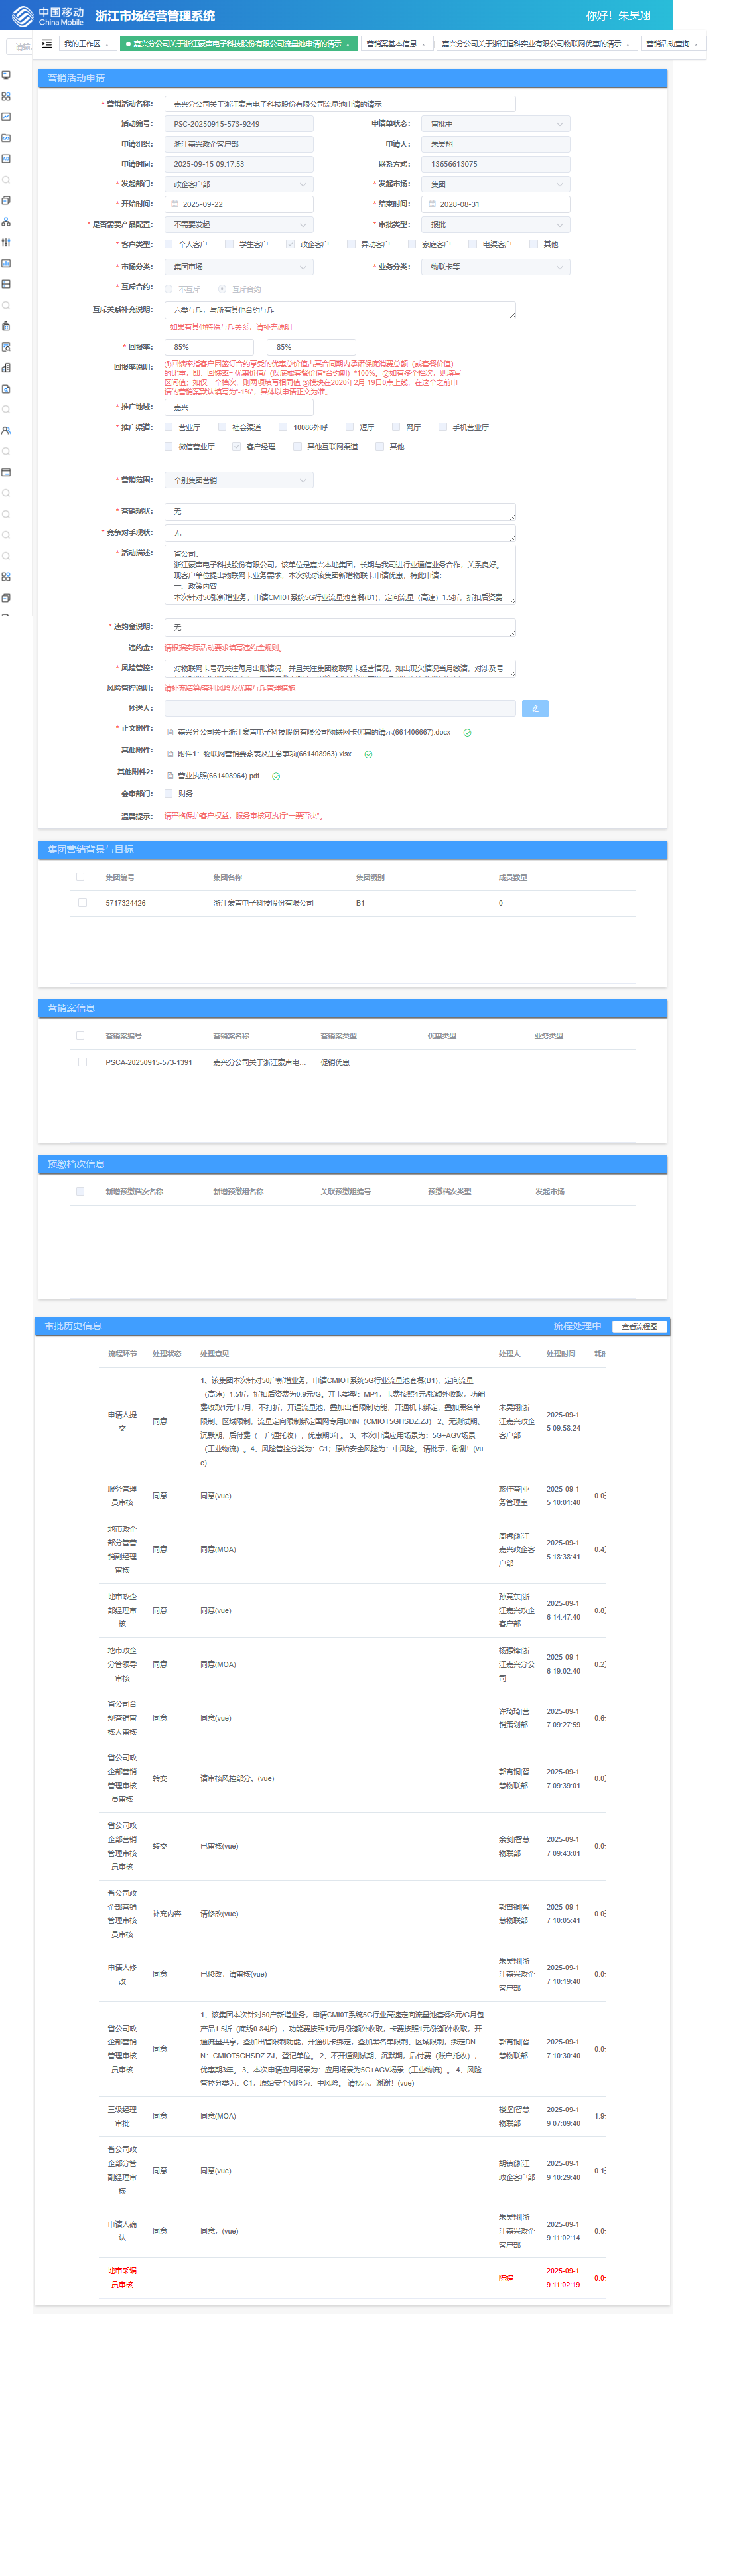 中国移动
China Mobile
浙江市场经营管理系统
你好！朱昊翔
请输
我的工作区 ×
嘉兴分公司关于浙江聚声电子科技股份有限公司流量池申请的请示 ×
营销案基本信息 ×
嘉兴分公司关于浙江恒科实业有限公司物联网优惠的请示 ×
营销活动查询 ×
营销活动申请
* 营销活动名称： 嘉兴分公司关于浙江聚声电子科技股份有限公司流量池申请的请示
活动编号： PSC-20250915-573-9249 申请单状态： 审批中
申请组织： 浙江嘉兴政企客户部 申请人： 朱昊翔
申请时间： 2025-09-15 09:17:53 联系方式： 13656613075
* 发起部门： 政企客户部 * 发起市场： 集团
* 开始时间： 2025-09-22 * 结束时间： 2028-08-31
* 是否需要产品配置： 不需要发起 * 审批类型： 报批
* 客户类型： 个人客户 学生客户 政企客户 异动客户 家庭客户 电渠客户 其他
* 市场分类： 集团市场 * 业务分类： 物联卡等
* 互斥合约： 不互斥 互斥合约
互斥关系补充说明： 六类互斥；与所有其他合约互斥
如果有其他特殊互斥关系，请补充说明
* 回报率： 85% — 85%
回报率说明： ①回馈率指客户因签订合约享受的优惠总价值占其合同期内承诺保底消费总额（或套餐价值）
的比重，即：回馈率= 优惠价值/（保底或套餐价值*合约期）*100%。②如有多个档次，则填写
区间值；如仅一个档次，则两项填写相同值 ③模块在2020年2月 19日8点上线，在这个之前申
请的营销案默认填写为"-1%"，具体以申请正文为准。
* 推广地域： 嘉兴
* 推广渠道： 营业厅 社会渠道 10086外呼 短厅 网厅 手机营业厅
微信营业厅 客户经理 其他互联网渠道 其他
* 营销范围： 个别集团营销
* 营销现状： 无
* 竞争对手现状： 无
* 活动描述： 省公司：
浙江聚声电子科技股份有限公司，该单位是嘉兴本地集团，长期与我司进行业通信业务合作，关系良好。
现客户单位提出物联网卡业务需求，本次拟对该集团新增物联卡申请优惠，特此申请：
一、政策内容
本次针对50张新增业务，申请CMIOT系统5G行业流量池套餐(B1)，定向流量（高速）1.5折，折扣后资费
* 违约金说明： 无
违约金： 请根据实际活动要求填写违约金规则。
* 风险管控： 对物联网卡号码关注每月出账情况，并且关注集团物联网卡经营情况，如出现欠情况当月缴清，对涉及号
风险管控说明： 请补充结算/套利风险及优惠互斥管理措施
抄送人：
* 正文附件： 嘉兴分公司关于浙江聚声电子科技股份有限公司物联网卡优惠的请示(661406667).docx
其他附件： 附件1：物联网营销要素表及注意事项(661408963).xlsx
其他附件2： 营业执照(661408964).pdf
会审部门： 财务
温馨提示： 请严格保护客户权益，服务审核可执行"一票否决"。
集团营销背景与目标
集团编号 集团名称 集团级别 成员数量
5717324426 浙江聚声电子科技股份有限公司 B1 0
营销案信息
营销案编号 营销案名称 营销案类型 优惠类型 业务类型
PSCA-20250915-573-1391 嘉兴分公司关于浙江聚声电... 促销优惠
预缴档次信息
新增预缴档次名称 新增预缴组名称 关联预缴组编号 预缴档次类型 发起市场
审批历史信息 流程处理中 查看流程图
流程环节 处理状态 处理意见 处理人 处理时间 耗时
申请人提交 同意
1、该集团本次针对50户新增业务，申请CMIOT系统5G行业流量池套餐(B1)，定向流量
（高速）1.5折，折扣后资费为0.9元/G。开卡类型：MP1，卡费按照1元/张额外收取，功能
费收取1元/卡/月，不打折，开通流量池，叠加出省限制功能，开通机卡绑定，叠加黑名单
限制、区域限制，流量定向限制绑定国网专用DNN（CMIOT5GHSDZ.ZJ） 2、无测试期、
沉默期，后付费（一户通托收），优惠期3年。 3、本次申请应用场景为：5G+AGV场景
（工业物流）。4、风险管控分类为：C1；原始安全风险为：中风险。 请批示，谢谢！(vu
e)
朱昊翔|浙江嘉兴政企客户部 2025-09-15 09:58:24
服务管理员审核 同意 同意(vue) 蒋佳莹|业务管理室 2025-09-15 10:01:40 0.0天
地市政企部分管营销副经理审核 同意 同意(MOA) 周睿|浙江嘉兴政企客户部 2025-09-15 18:38:41 0.4天
地市政企部经理审核 同意 同意(vue) 孙竞东|浙江嘉兴政企客户部 2025-09-16 14:47:40 0.8天
地市政企分管领导审核 同意 同意(MOA) 杨强锋|浙江嘉兴分公司 2025-09-16 19:02:40 0.2天
省公司合规营销审核人审核 同意 同意(vue) 许琦琦|营销策划部 2025-09-17 09:27:59 0.6天
省公司政企部营销管理审核员审核 转交 请审核风控部分。(vue) 郭宵钢|智慧物联部 2025-09-17 09:39:01 0.0天
省公司政企部营销管理审核员审核 转交 已审核(vue) 余剑|智慧物联部 2025-09-17 09:43:01 0.0天
省公司政企部营销管理审核员审核 补充内容 请修改(vue) 郭宵钢|智慧物联部 2025-09-17 10:05:41 0.0天
申请人修改 同意 已修改，请审核(vue) 朱昊翔|浙江嘉兴政企客户部 2025-09-17 10:19:40 0.0天
省公司政企部营销管理审核员审核 同意
1、该集团本次针对50户新增业务，申请CMIOT系统5G行业高速定向流量池套餐6元/G月包
产品1.5折（底线0.84折），功能费按照1元/月/张额外收取，卡费按照1元/张额外收取，开
通流量共享，叠加出省限制功能，开通机卡绑定，叠加黑名单限制、区域限制，绑定DN
N：CMIOT5GHSDZ.ZJ，登记单位。 2、不开通测试期、沉默期，后付费（账户托收），
优惠期3年。 3、本次申请应用场景为：应用场景为5G+AGV场景（工业物流）。 4、风险
管控分类为：C1；原始安全风险为：中风险。 请批示，谢谢！(vue)
郭宵钢|智慧物联部 2025-09-17 10:30:40 0.0天
三级经理审批 同意 同意(MOA) 楼坚|智慧物联部 2025-09-19 07:09:40 1.9天
省公司政企部分管副经理审核 同意 同意(vue) 胡镇|浙江政企客户部 2025-09-19 10:29:40 0.1天
申请人确认 同意 同意；(vue) 朱昊翔|浙江嘉兴政企客户部 2025-09-19 11:02:14 0.0天
地市采编员审核 陈婷 2025-09-19 11:02:19 0.0天